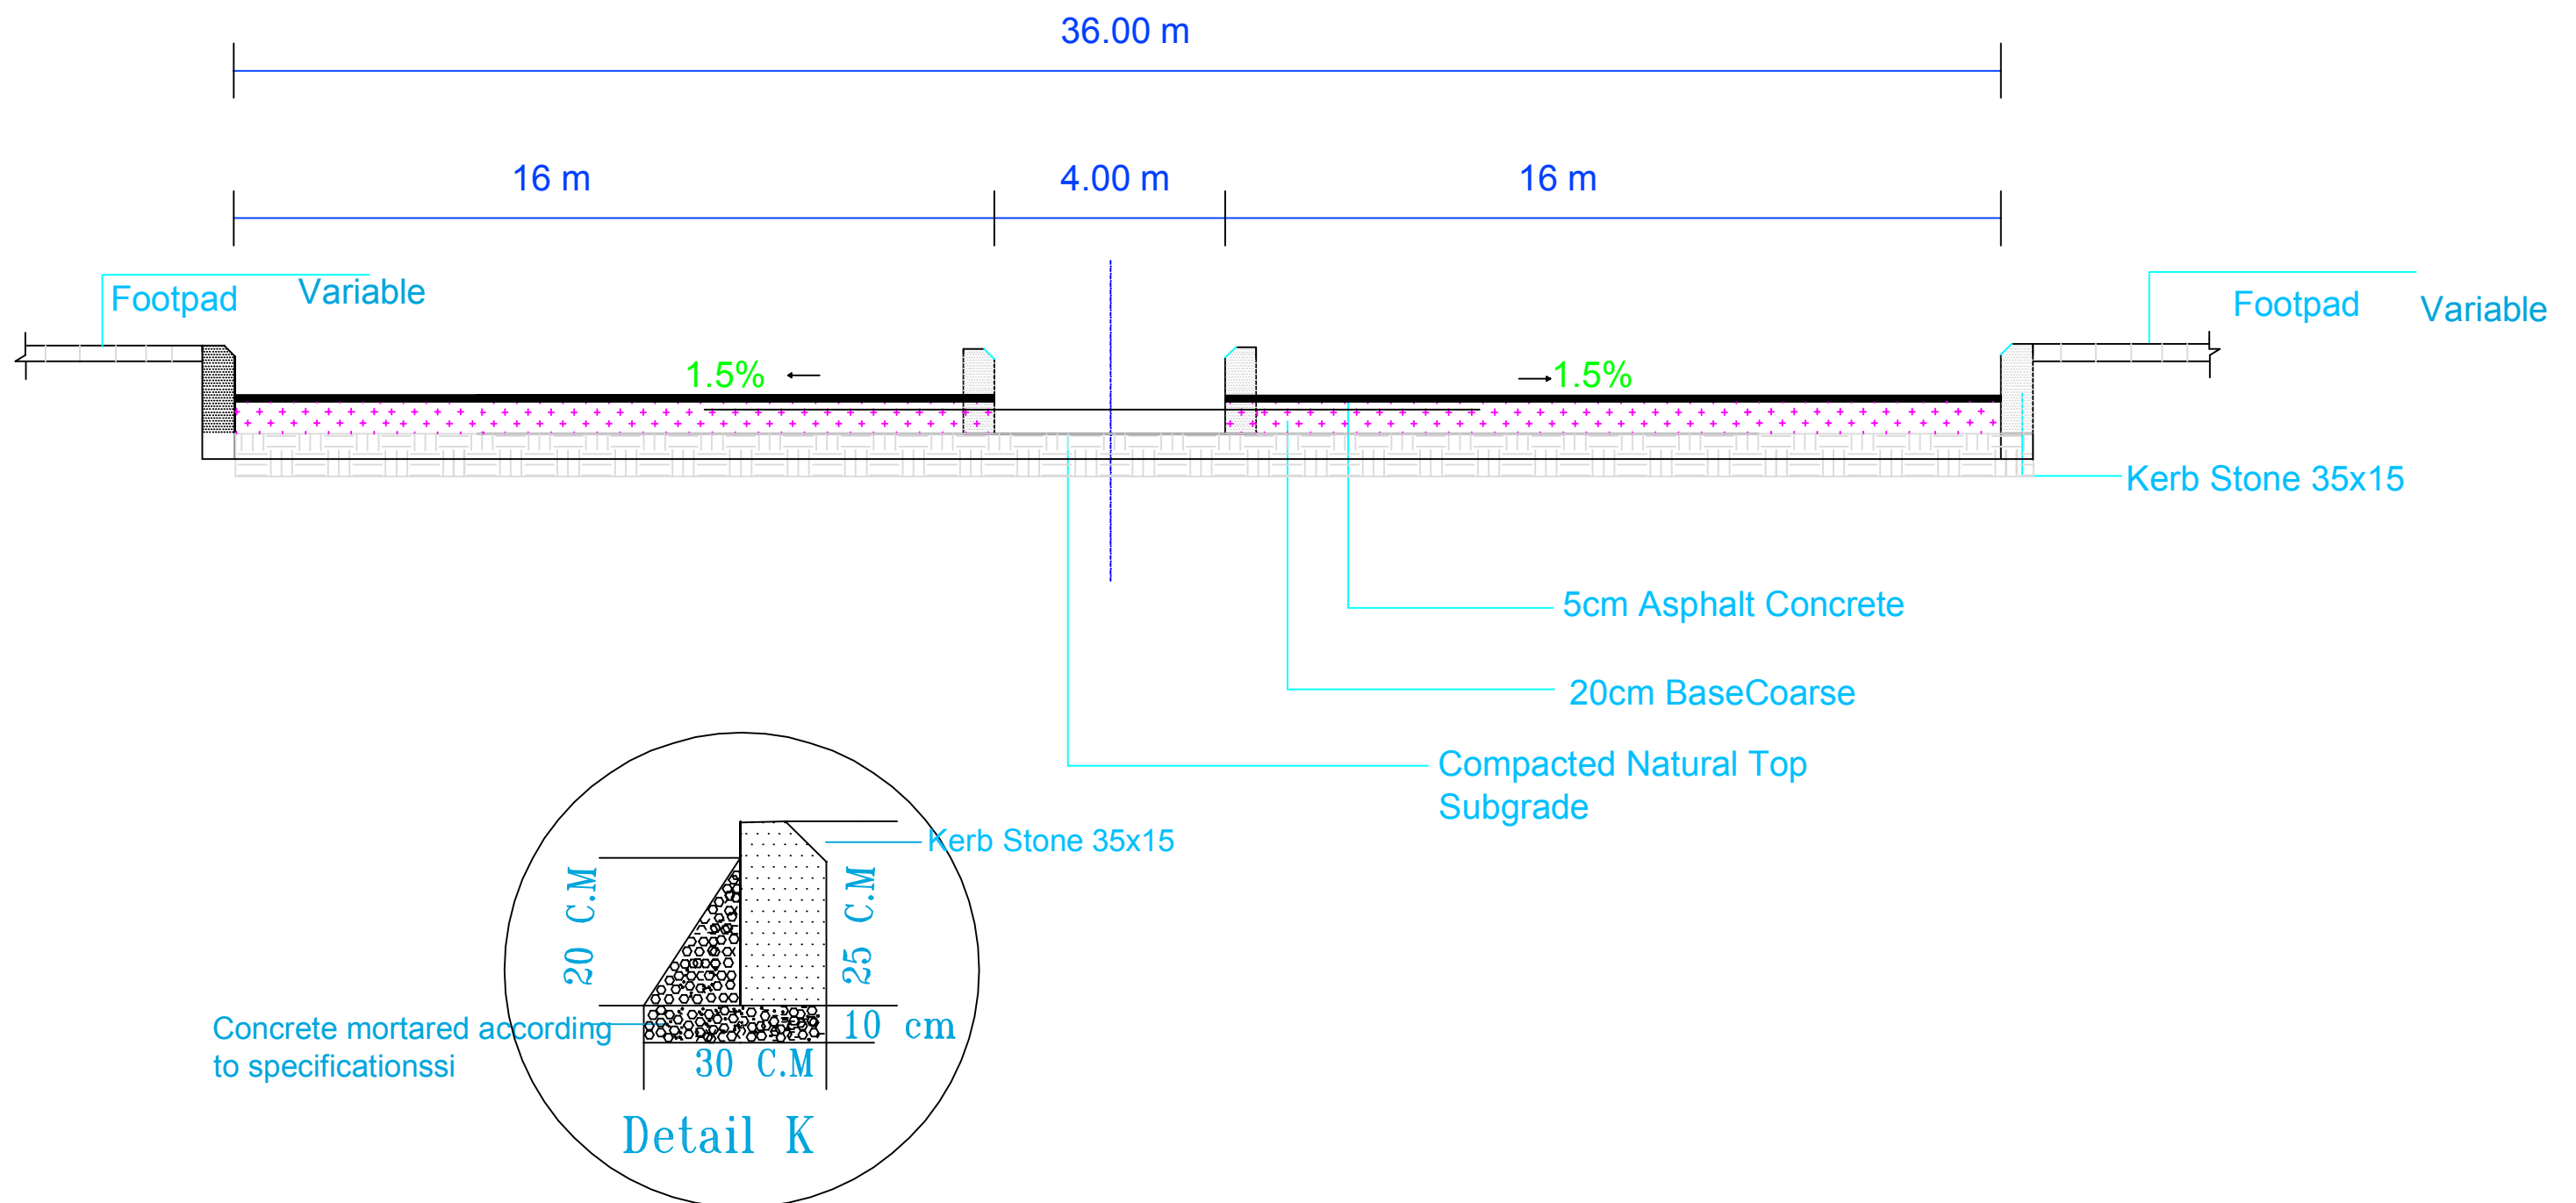 36.00 m
16 m
4.00 m
16 m
Footpad
Variable
Footpad
Variable
1.5%
1.5%
Kerb Stone 35x15
5cm Asphalt Concrete
20cm BaseCoarse
Compacted Natural Top
Subgrade
Kerb Stone 35x15
20 C.M
25 C.M
Concrete mortared according
to specificationssi
10 cm
30 C.M
Detail K